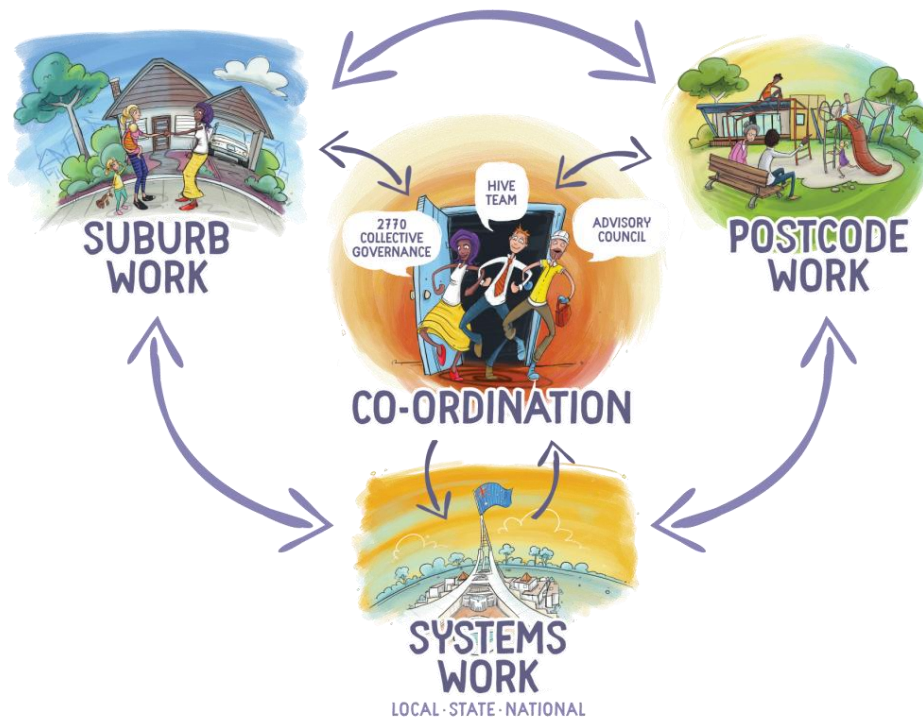 SUBURB
WORK
2770
COLLECTIVE
GOVERNANCE
HIVE
TEAM
ADVISORY
COUNCIL
POSTCODE
WORK
CO-ORDINATION
SYSTEMS
WORK
LOCAL · STATE · NATIONAL